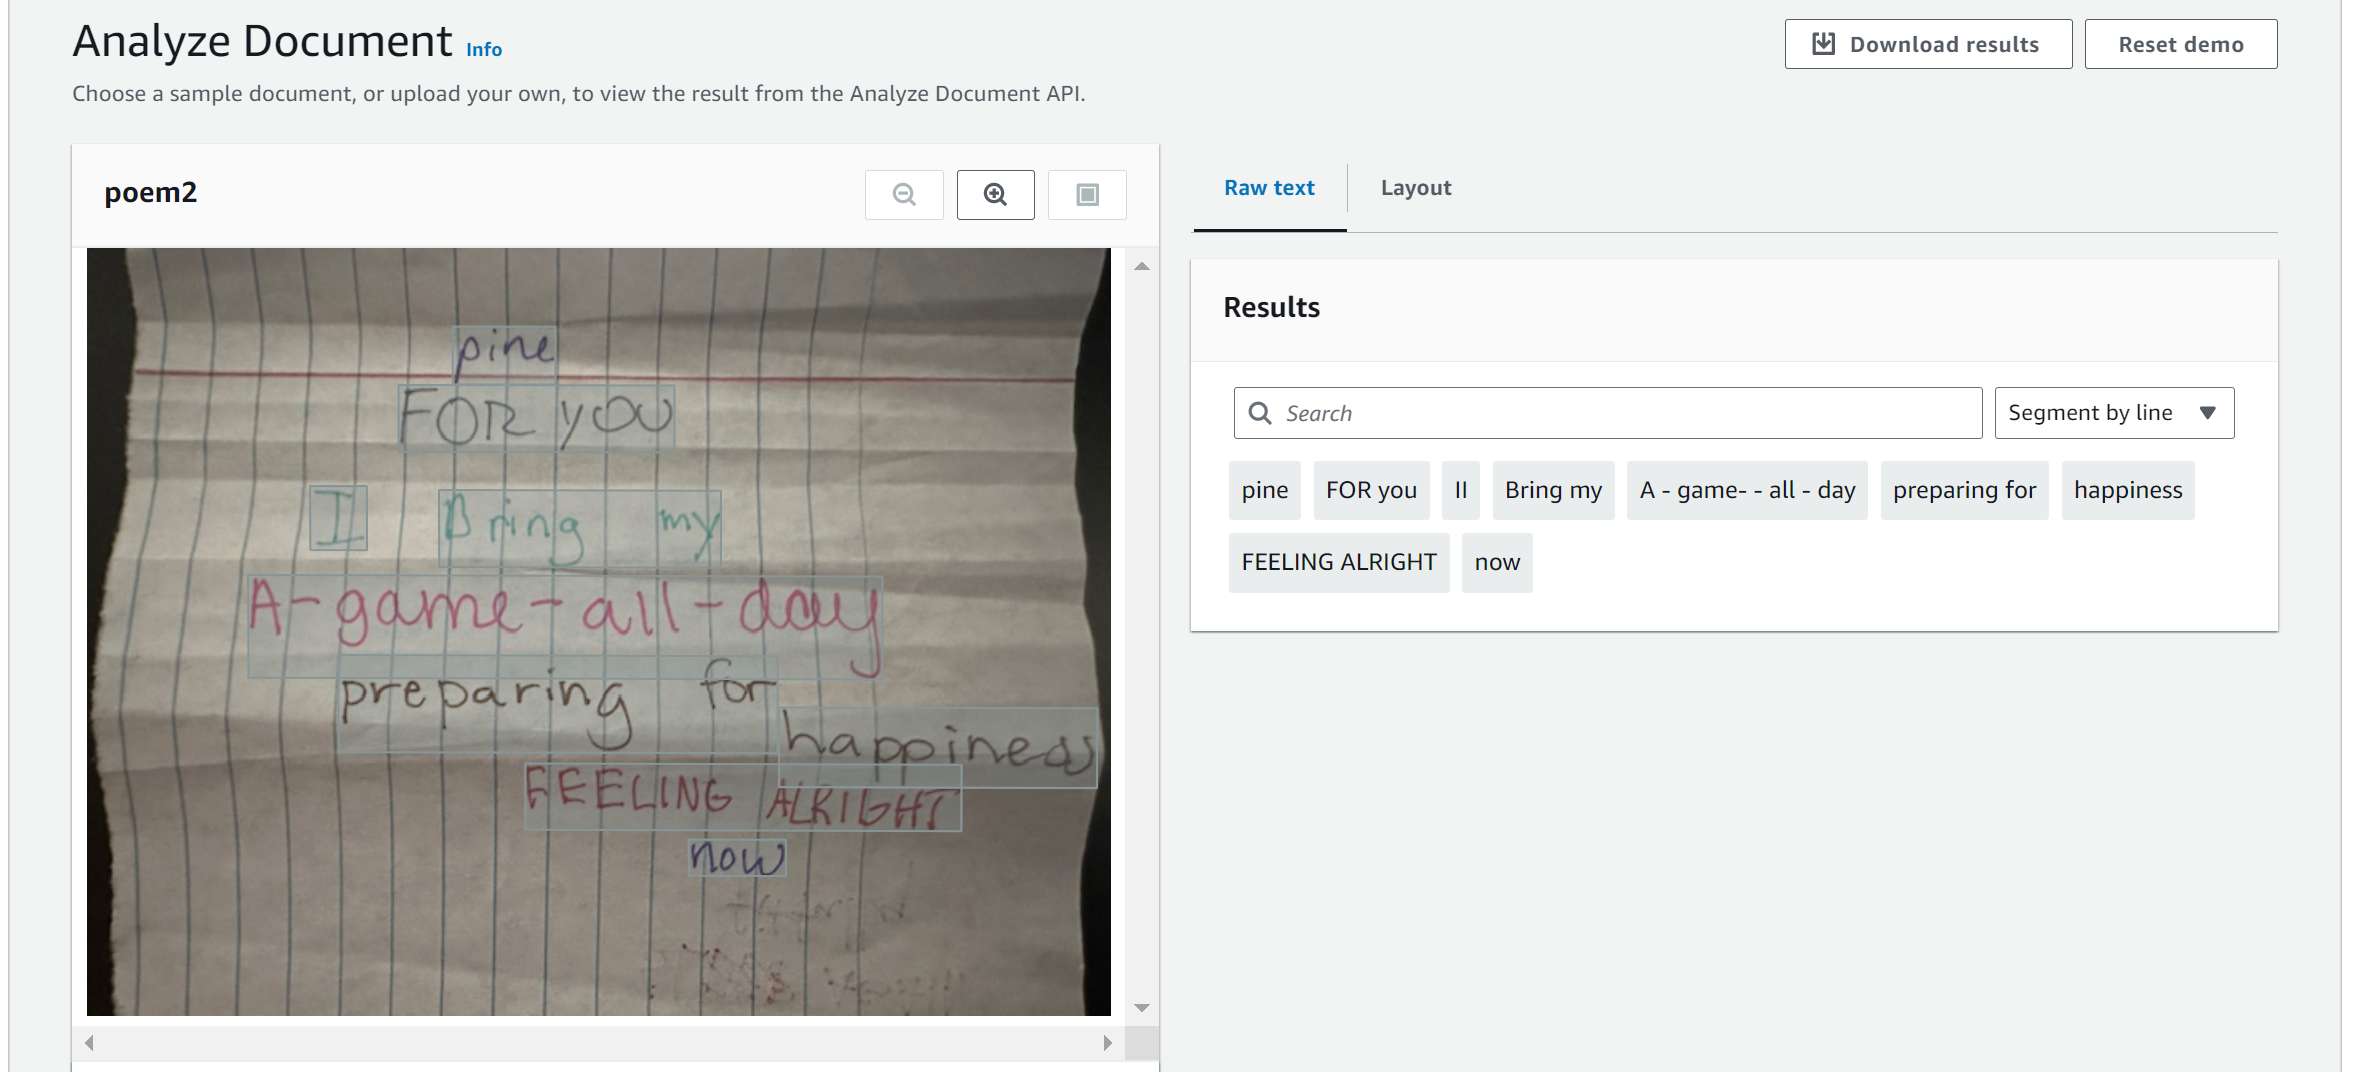 Analyze Document Info
Download results
Reset demo
Choose a sample document, or upload your own, to view the result from the Analyze Document API.
poem2
pine
FOR yOU
I Bring my
A-game-all-day
preparing for
happiness
FEELING ALRIGHT
now
Raw text
Layout
Results
Search
Segment by line
pine FOR you II Bring my A - game- - all - day preparing for happiness
FEELING ALRIGHT now